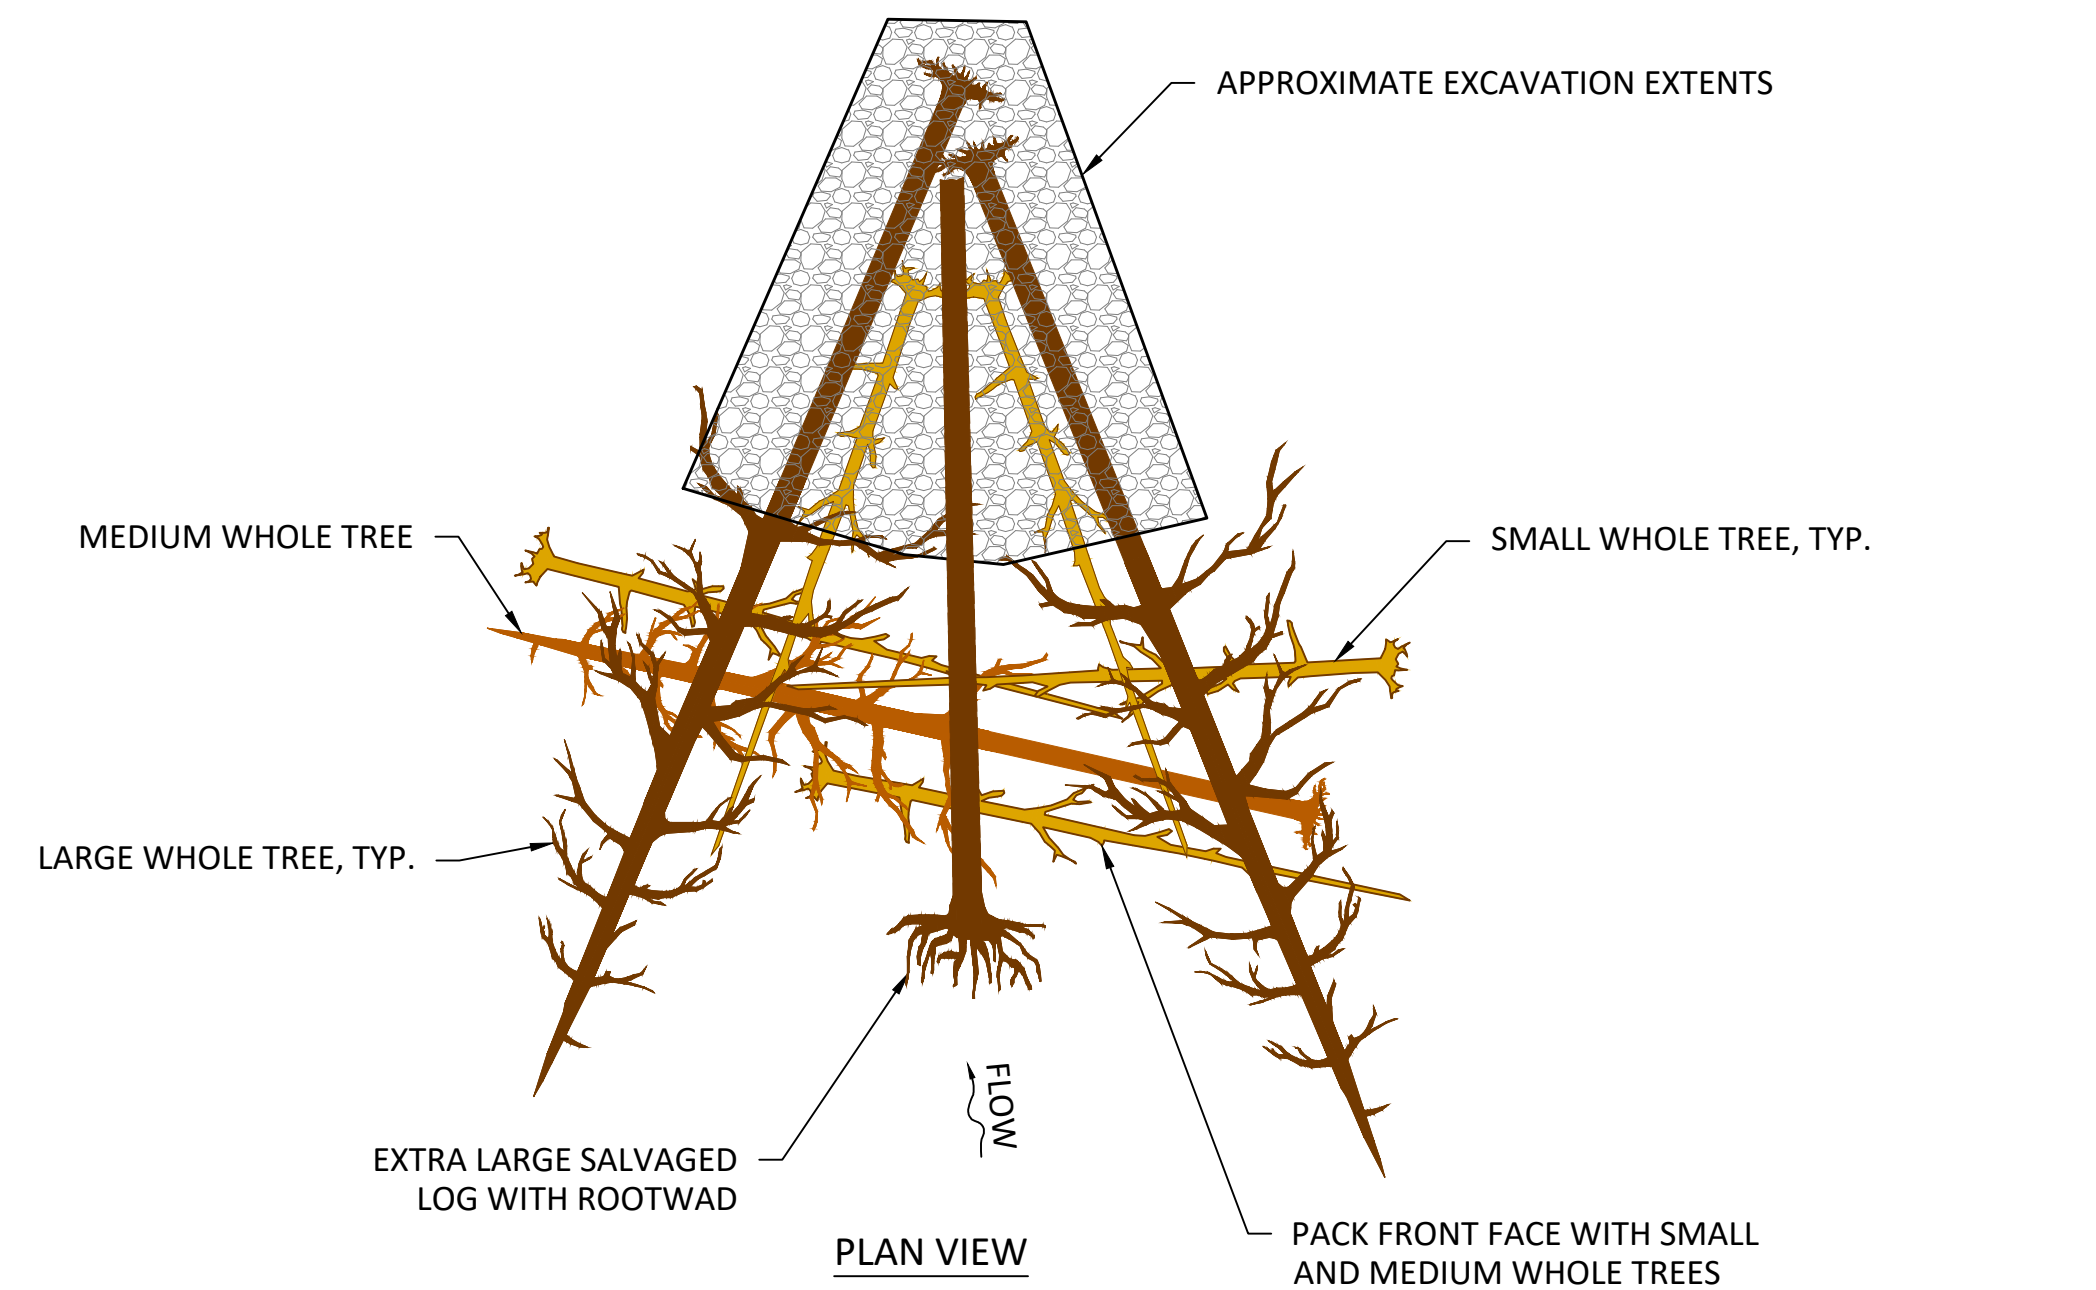 APPROXIMATE EXCAVATION EXTENTS
MEDIUM WHOLE TREE
SMALL WHOLE TREE, TYP.
LARGE WHOLE TREE, TYP.
FLOW
EXTRA LARGE SALVAGED
LOG WITH ROOTWAD
PACK FRONT FACE WITH SMALL
AND MEDIUM WHOLE TREES
PLAN VIEW